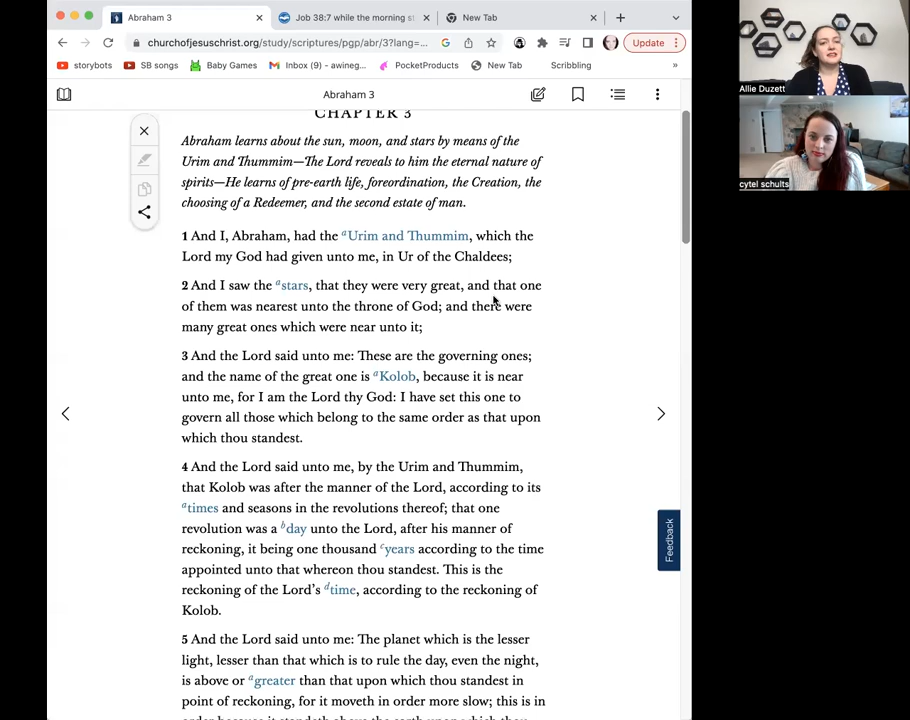 Abraham 3
Job 38:7 while the morning st
New Tab
churchofjesuschrist.org/study/scriptures/pgp/abr/3?lang=...
Update
storybots
SB songs
Baby Games
Inbox (9) - awineg...
PocketProducts
New Tab
Scribbling
»
Abraham 3
CHAPTER 3
Abraham learns about the sun, moon, and stars by means of the
Urim and Thummim—The Lord reveals to him the eternal nature of
spirits—He learns of pre-earth life, foreordination, the Creation, the
choosing of a Redeemer, and the second estate of man.
1 And I, Abraham, had the aUrim and Thummim, which the
Lord my God had given unto me, in Ur of the Chaldees;
2 And I saw the astars, that they were very great, and that one
of them was nearest unto the throne of God; and there were
many great ones which were near unto it;
3 And the Lord said unto me: These are the governing ones;
and the name of the great one is aKolob, because it is near
unto me, for I am the Lord thy God: I have set this one to
govern all those which belong to the same order as that upon
which thou standest.
4 And the Lord said unto me, by the Urim and Thummim,
that Kolob was after the manner of the Lord, according to its
atimes and seasons in the revolutions thereof; that one
revolution was a bday unto the Lord, after his manner of
reckoning, it being one thousand cyears according to the time
appointed unto that whereon thou standest. This is the
reckoning of the Lord's dtime, according to the reckoning of
Kolob.
5 And the Lord said unto me: The planet which is the lesser
light, lesser than that which is to rule the day, even the night,
is above or agreater than that upon which thou standest in
point of reckoning, for it moveth in order more slow; this is in
order because it standeth above the earth upon which thou
Feedback
Allie Duzett
cytel schults